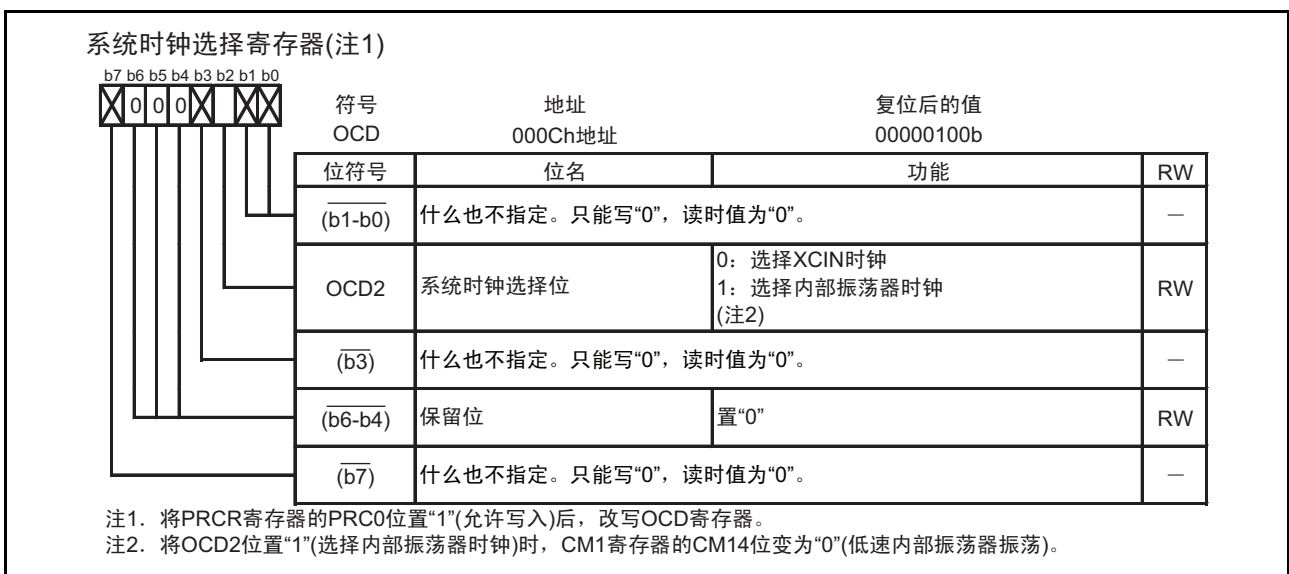 系统时钟选择寄存器(注1)
b7 b6 b5 b4 b3 b2 b1 b0
0 0 0
符号 地址 复位后的值
OCD 000Ch地址 00000100b
位符号 位名 功能 RW
(b1-b0) 什么也不指定。只能写“0”，读时值为“0”。 —
OCD2 系统时钟选择位 0：选择XCIN时钟
1：选择内部振荡器时钟
(注2) RW
(b3) 什么也不指定。只能写“0”，读时值为“0”。 —
(b6-b4) 保留位 置“0” RW
(b7) 什么也不指定。只能写“0”，读时值为“0”。 —
注1. 将PRCR寄存器的PRC0位置“1”(允许写入)后，改写OCD寄存器。
注2. 将OCD2位置“1”(选择内部振荡器时钟)时，CM1寄存器的CM14位变为“0”(低速内部振荡器振荡)。